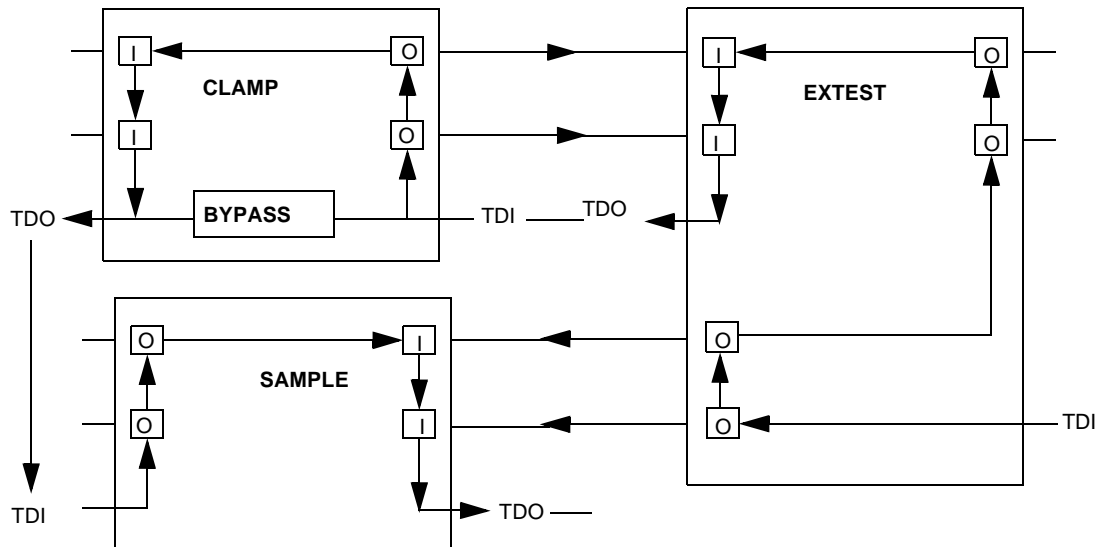 I O I O
CLAMP EXTEST
I O I O
TDO BYPASS TDI TDO
O I O
SAMPLE
O I O TDI
TDI TDO